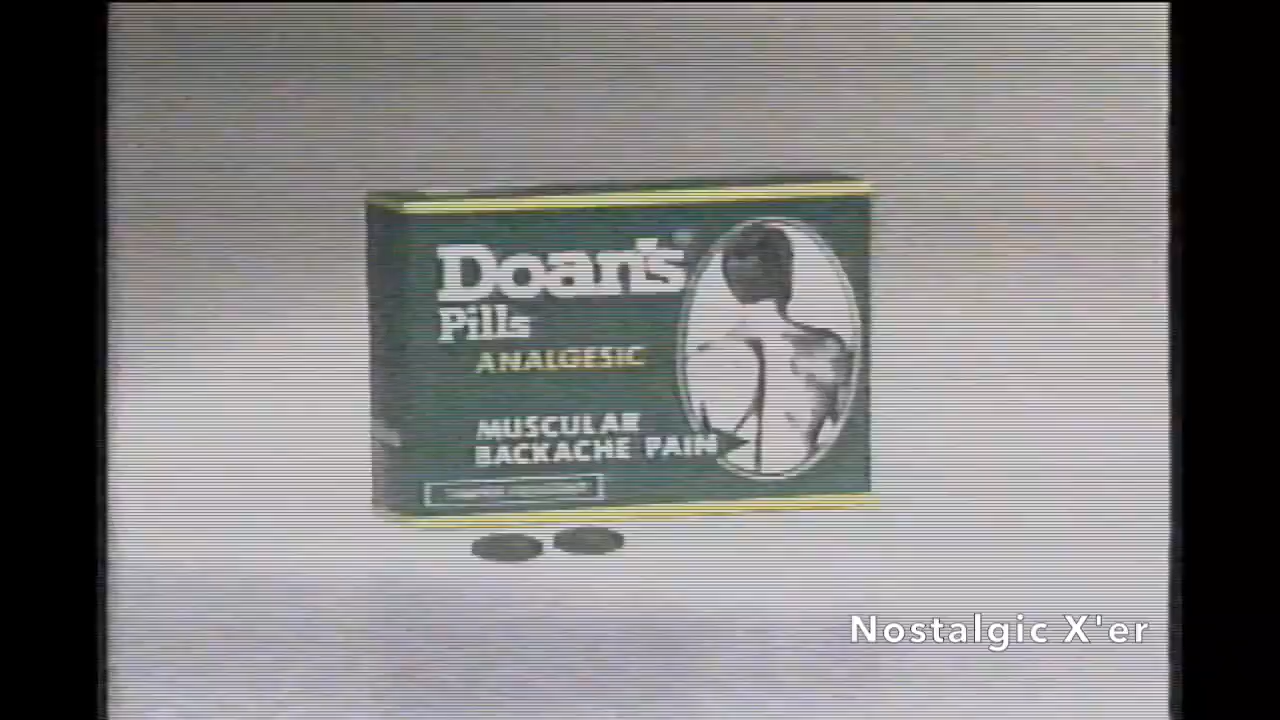 Doan's
Pills
ANALGESIC
MUSCULAR
BACKACHE PAIN
Nostalgic X'er